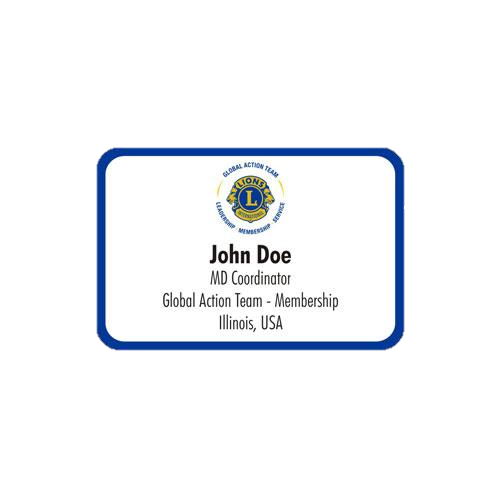 GLOBAL ACTION TEAM
LIONS
L
INTERNATIONAL
LEADERSHIP MEMBERSHIP SERVICE
John Doe
MD Coordinator
Global Action Team - Membership
Illinois, USA